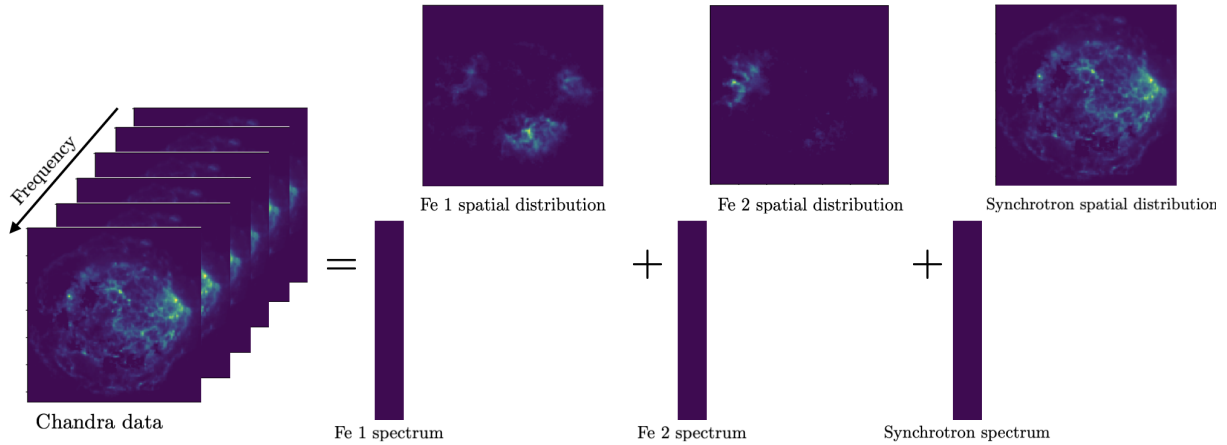 Frequency
Chandra data
=
Fe 1 spatial distribution
Fe 1 spectrum
+
Fe 2 spatial distribution
Fe 2 spectrum
+
Synchrotron spatial distribution
Synchrotron spectrum